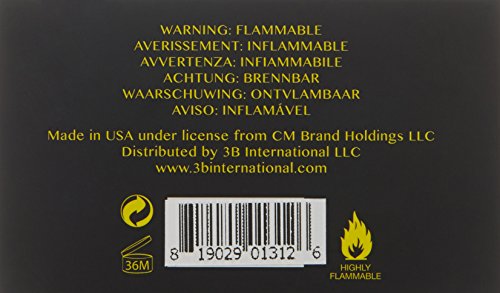 WARNING: FLAMMABLE
AVERISSEMENT: INFLAMMABLE
AVVERTENZA: INFIAMMABILE
ACHTUNG: BRENNBAR
WAARSCHUWING: ONTVLAMBAAR
AVISO: INFLAMÁVEL
Made in USA under license from CM Brand Holdings LLC
Distributed by 3B International LLC
www.3binternational.com
36M
8 19029 01312 6
HIGHLY
FLAMMABLE